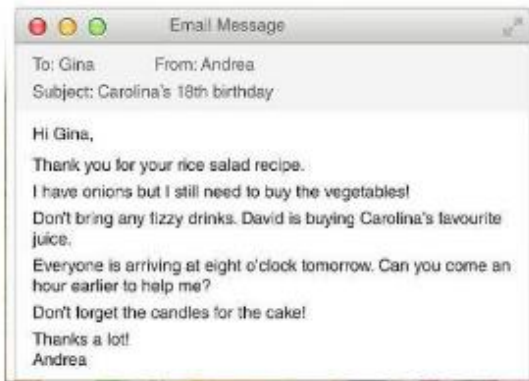 Email Message
To: Gina From: Andrea
Subject: Carolina's 18th birthday
Hi Gina,
Thank you for your rice salad recipe.
I have onions but I still need to buy the vegetables!
Don't bring any fizzy drinks. David is buying Carolina's favourite
juice.
Everyone is arriving at eight o'clock tomorrow. Can you come an
hour earlier to help me?
Don't forget the candles for the cake!
Thanks a lot!
Andrea